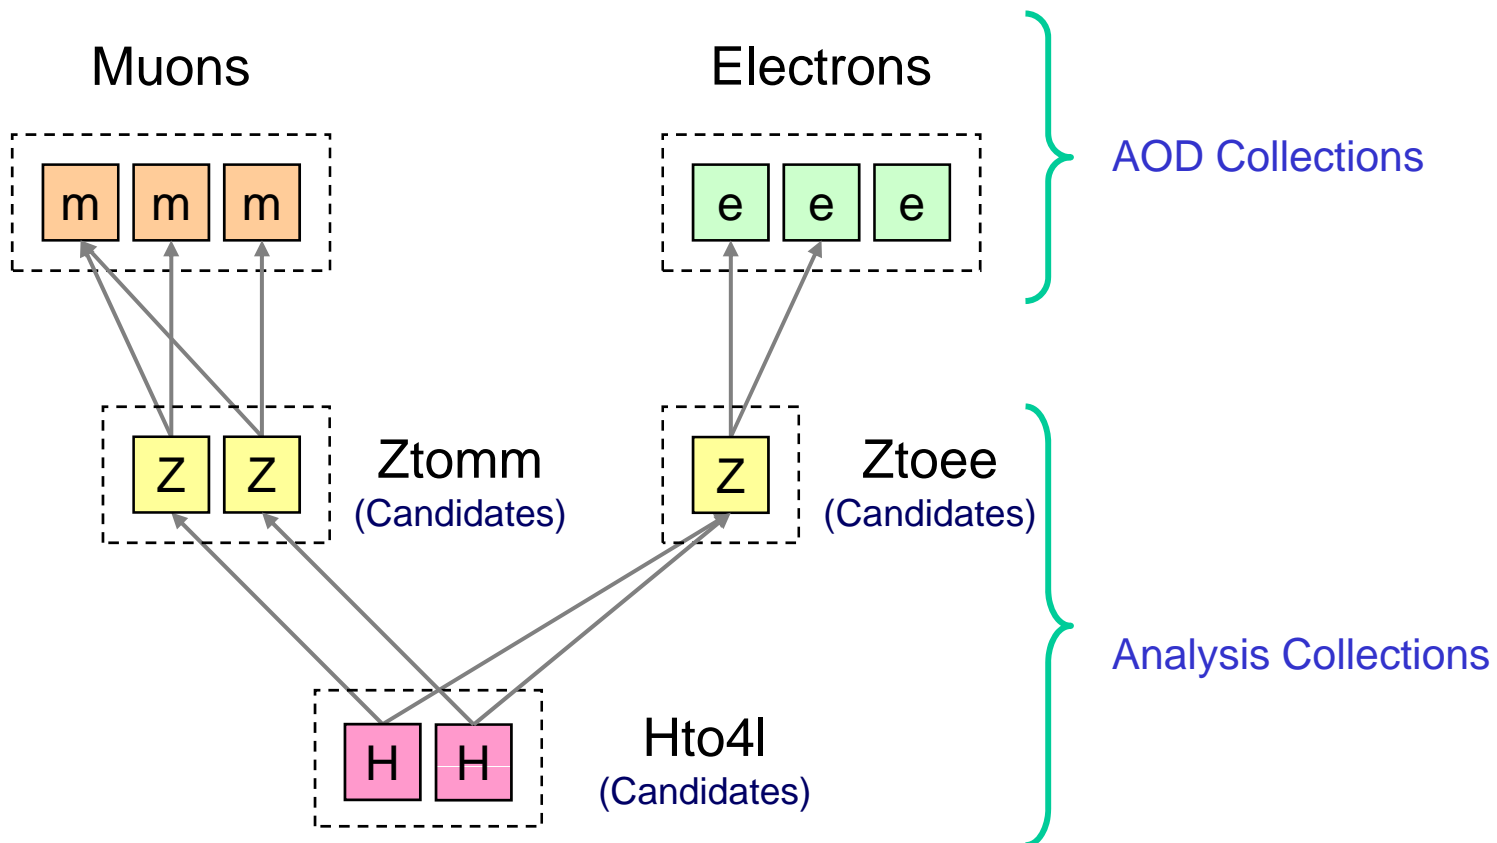 Muons
Electrons
AOD Collections
m m m
e e e
Z Z
Ztomm
(Candidates)
Z
Ztoee
(Candidates)
Analysis Collections
H H
Hto4l
(Candidates)